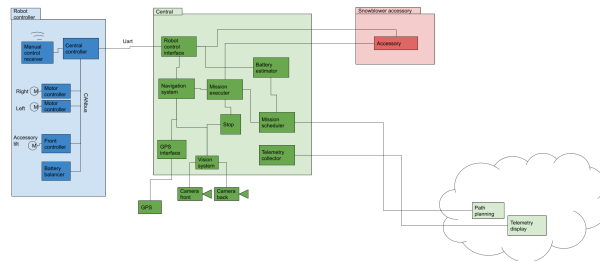 Robot
controller
Manual
control
receiver
Central
controller
Right
M
Motor
controller
Left
M
Motor
controller
Accessory
tilt
M
Front
controller
Battery
balancer
CANbus
Uart
Central
Robot
control
interface
Battery
estimator
Navigation
system
Mission
executer
Stop
Mission
scheduler
GPS
interface
Vision
system
Telemetry
collector
GPS
Camera
front
Camera
back
Snowblower accessory
Accessory
Path
planning
Telemetry
display